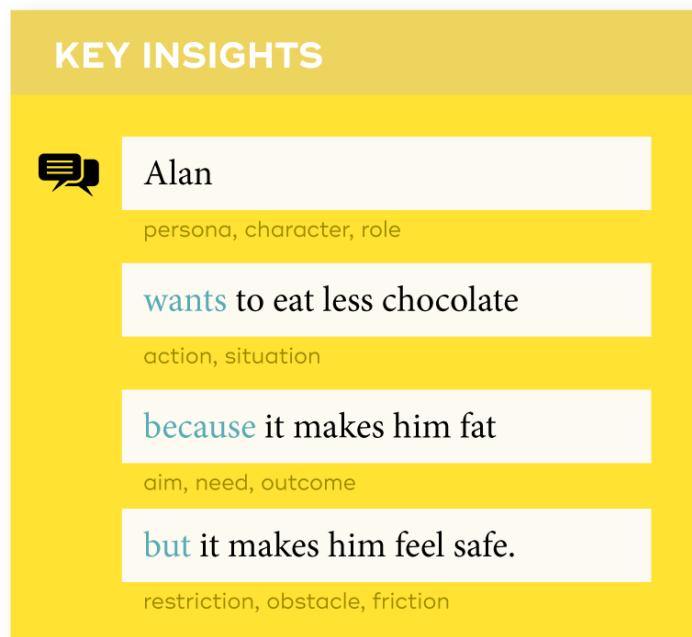 KEY INSIGHTS
Alan
persona, character, role
wants to eat less chocolate
action, situation
because it makes him fat
aim, need, outcome
but it makes him feel safe.
restriction, obstacle, friction